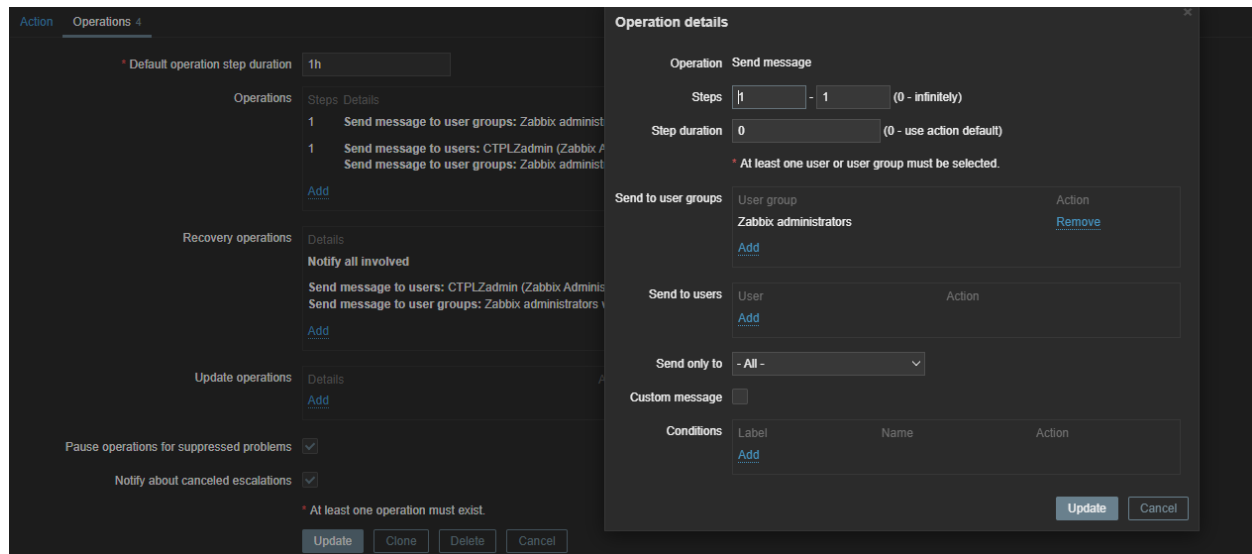 Action Operations 4
* Default operation step duration 1h
Operations Steps Details
1 Send message to user groups: Zabbix
1 Send message to users: CTPLZadmin (Zabbix
Send message to user groups: Zabbix
Add
Recovery operations Details
Notify all involved
Send message to users: CTPLZadmin (Zabbix
Send message to user groups: Zabbix administrators
Add
Update operations Details
Add
Pause operations for suppressed problems
Notify about canceled escalations
* At least one operation must exist.
Update Clone Delete Cancel
Operation details
Operation Send message
Steps 1 - 1 (0 - infinitely)
Step duration 0 (0 - use action default)
* At least one user or user group must be selected.
Send to user groups User group Action
Zabbix administrators Remove
Add
Send to users User Action
Add
Send only to - All -
Custom message
Conditions Label Name Action
Add
Update Cancel